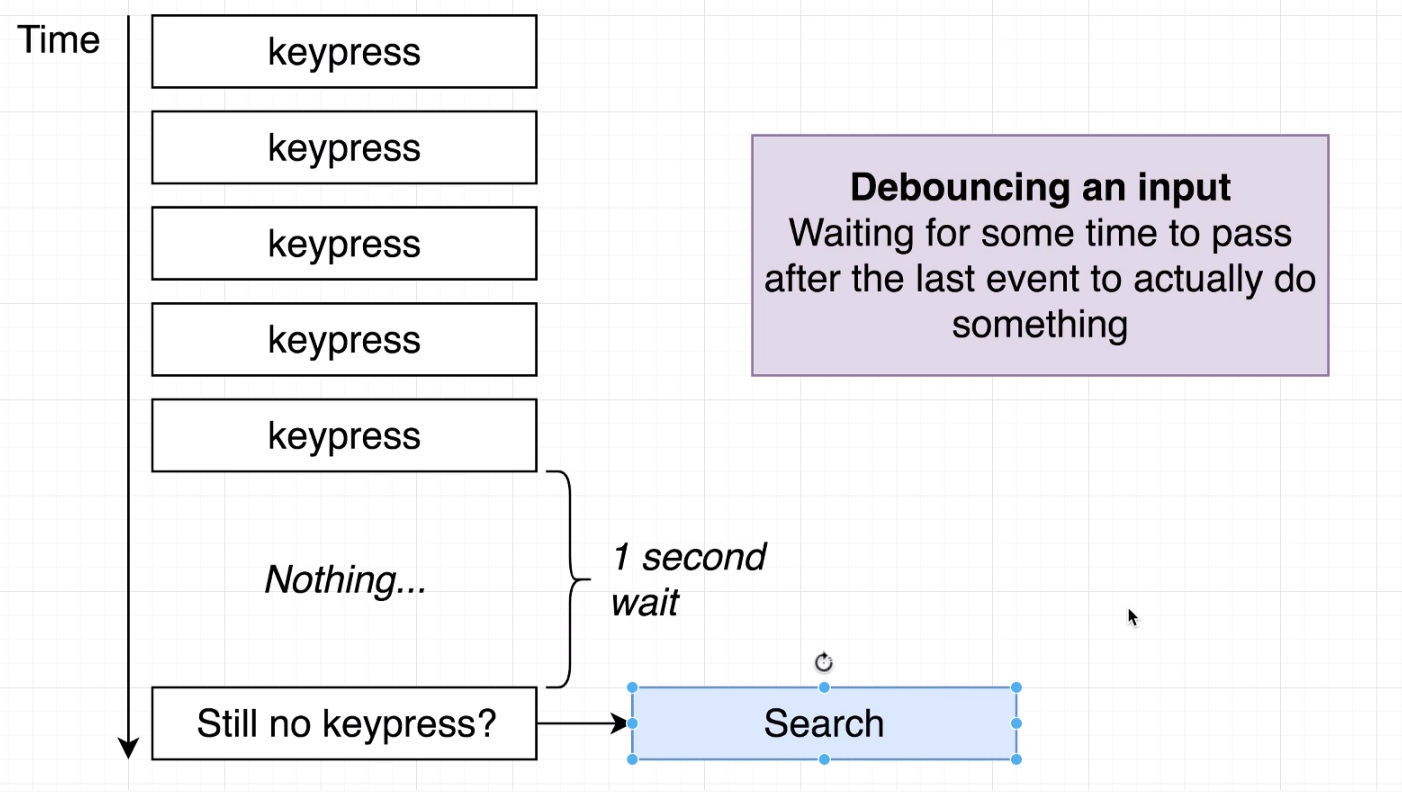 Time
keypress
keypress
keypress
keypress
keypress
Debouncing an input
Waiting for some time to pass
after the last event to actually do
something
Nothing...
1 second
wait
Still no keypress?
Search